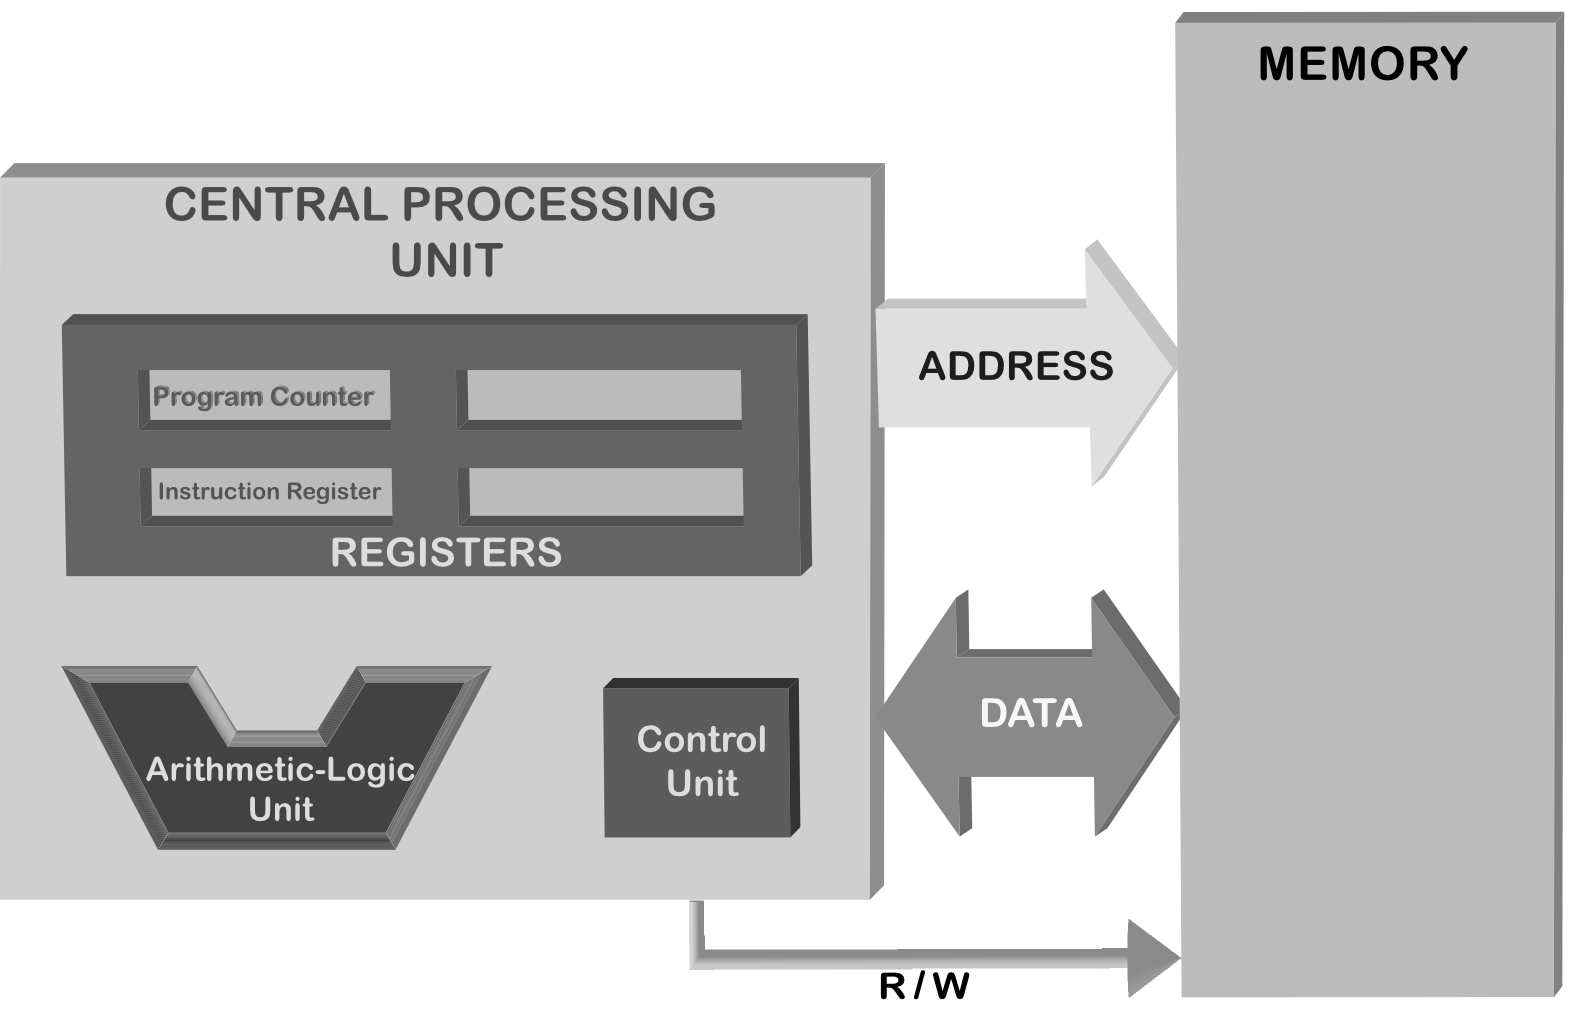 MEMORY
CENTRAL PROCESSING
UNIT
Program Counter
Instruction Register
REGISTERS
ADDRESS
Arithmetic-Logic
Unit
Control
Unit
DATA
R / W